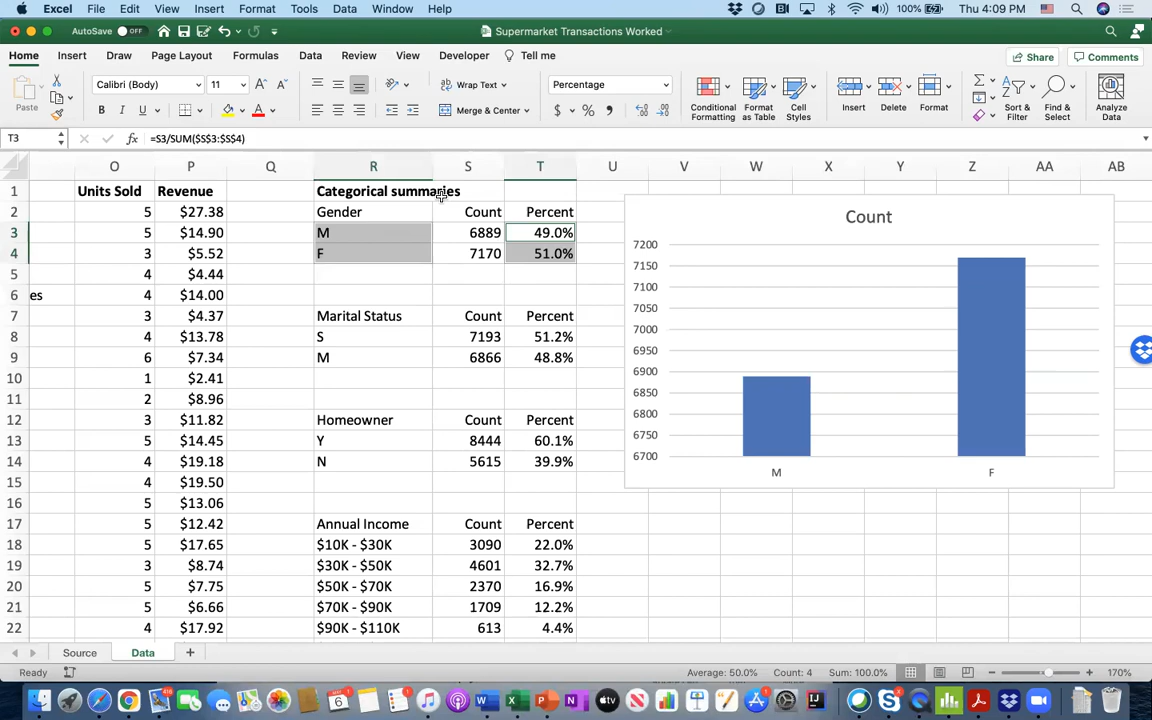 Excel File Edit View Insert Format Tools Data Window Help 100% Thu 4:09 PM
AutoSave OFF Supermarket Transactions Worked
Home Insert Draw Page Layout Formulas Data Review View Developer Tell me Share Comments
Paste Calibri (Body) 11 A A Wrap Text Percentage Conditional Formatting Format as Table Cell Styles Insert Delete Format Sort & Filter Find & Select Analyze Data
B I U A Merge & Center $ % 9
T3 fx =S3/SUM($S$3:$S$4)
O P Q R S T U V W X Y Z AA AB
1 Units Sold Revenue Categorical summaries
2 5 $27.38 Gender Count Percent
3 5 $14.90 M 6889 49.0%
4 3 $5.52 F 7170 51.0%
5 4 $4.44
6 es 4 $14.00
7 3 $4.37 Marital Status Count Percent
8 4 $13.78 S 7193 51.2%
9 6 $7.34 M 6866 48.8%
10 1 $2.41
11 2 $8.96
12 3 $11.82 Homeowner Count Percent
13 5 $14.45 Y 8444 60.1%
14 4 $19.18 N 5615 39.9%
15 4 $19.50
16 5 $13.06
17 5 $12.42 Annual Income Count Percent
18 5 $17.65 $10K - $30K 3090 22.0%
19 3 $8.74 $30K - $50K 4601 32.7%
20 5 $7.75 $50K - $70K 2370 16.9%
21 5 $6.66 $70K - $90K 1709 12.2%
22 4 $17.92 $90K - $110K 613 4.4%
Count
7200
7150
7100
7050
7000
6950
6900
6850
6800
6750
6700
M F
Source Data +
Ready Average: 50.0% Count: 4 Sum: 100.0% 170%